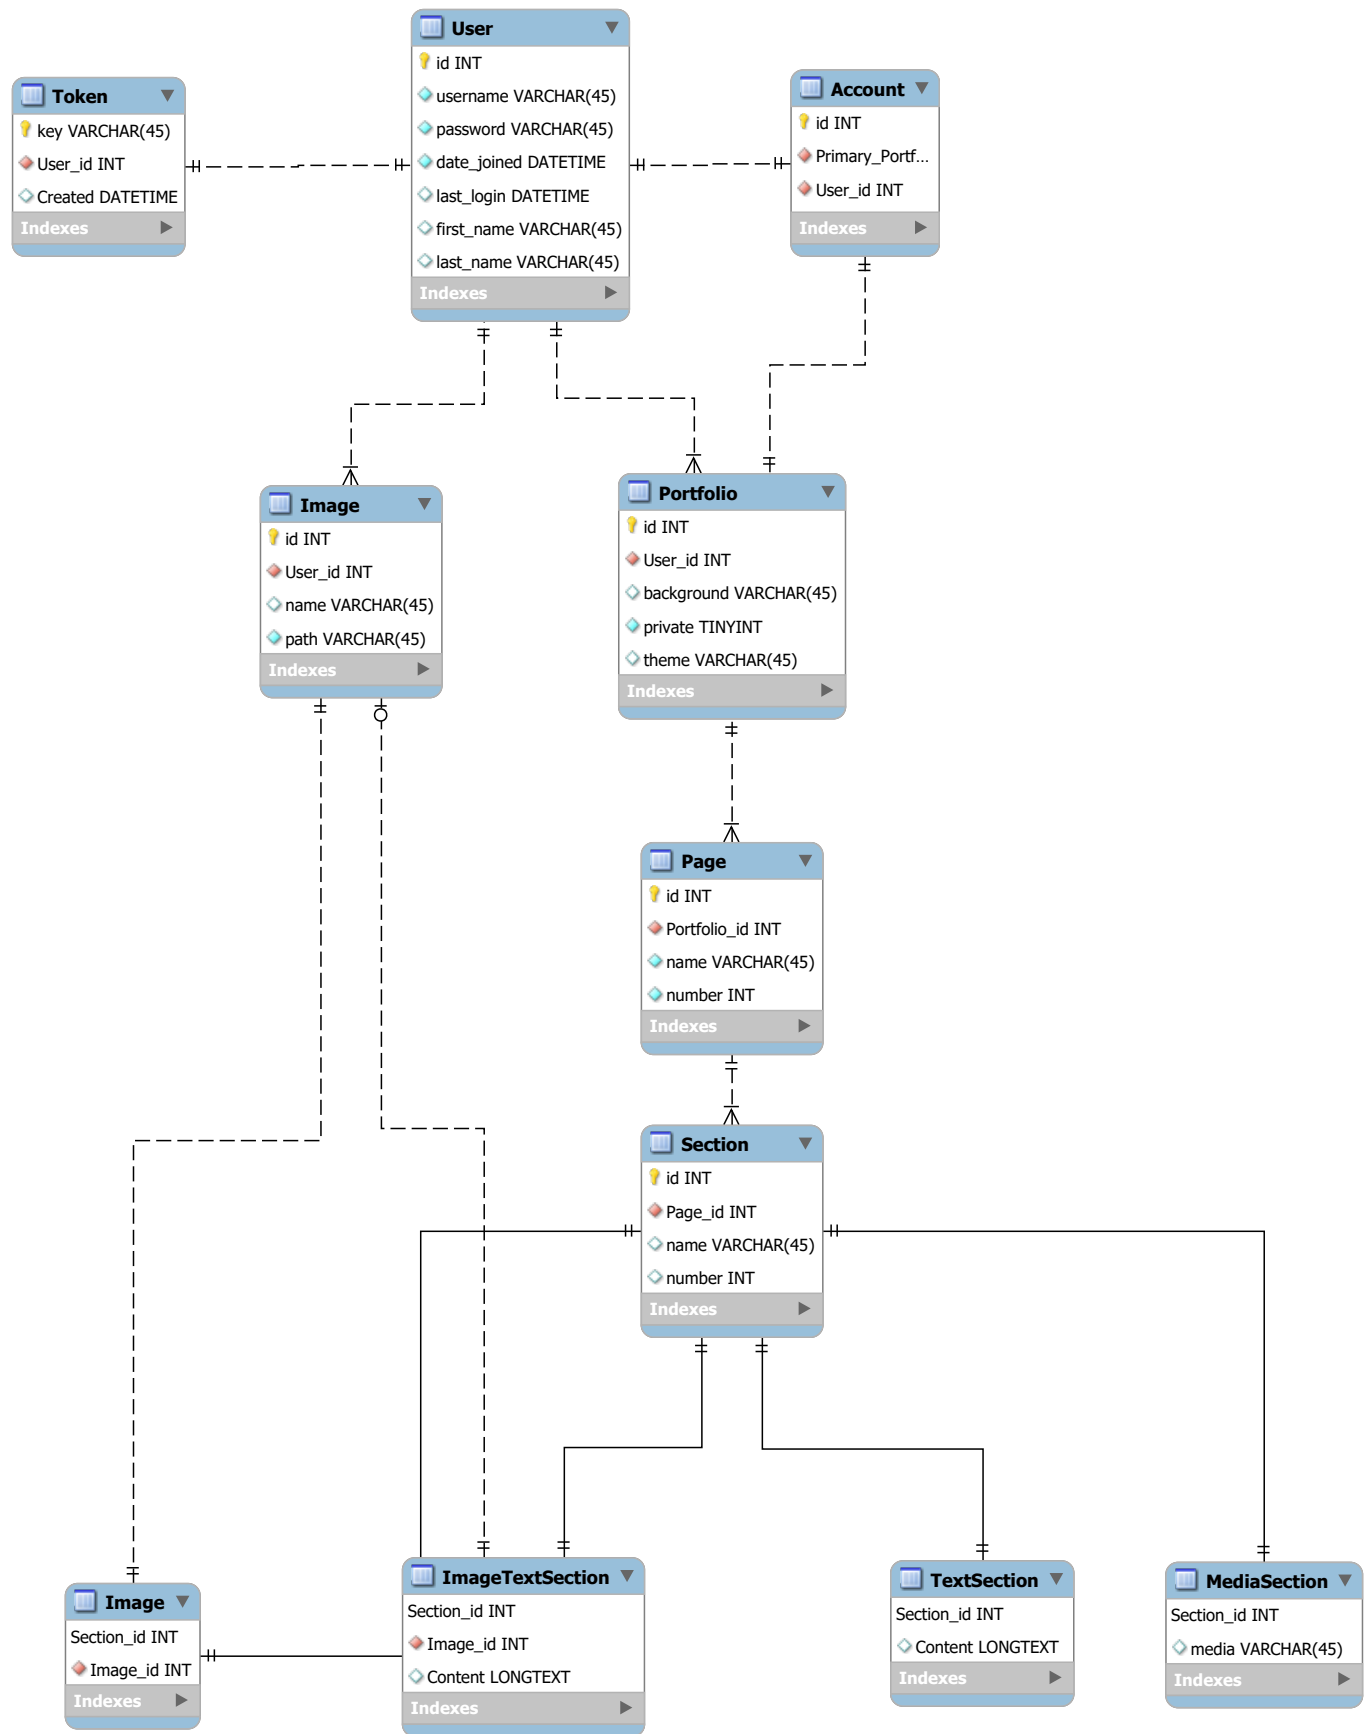 User
id INT
username VARCHAR(45)
password VARCHAR(45)
date_joined DATETIME
last_login DATETIME
first_name VARCHAR(45)
last_name VARCHAR(45)
Indexes
Token
key VARCHAR(45)
User_id INT
Created DATETIME
Indexes
Account
id INT
Primary_Portf...
User_id INT
Indexes
Image
id INT
User_id INT
name VARCHAR(45)
path VARCHAR(45)
Indexes
Portfolio
id INT
User_id INT
background VARCHAR(45)
private TINYINT
theme VARCHAR(45)
Indexes
Page
id INT
Portfolio_id INT
name VARCHAR(45)
number INT
Indexes
Section
id INT
Page_id INT
name VARCHAR(45)
number INT
Indexes
Image
Section_id INT
Image_id INT
Indexes
ImageTextSection
Section_id INT
Image_id INT
Content LONGTEXT
Indexes
TextSection
Section_id INT
Content LONGTEXT
Indexes
MediaSection
Section_id INT
media VARCHAR(45)
Indexes